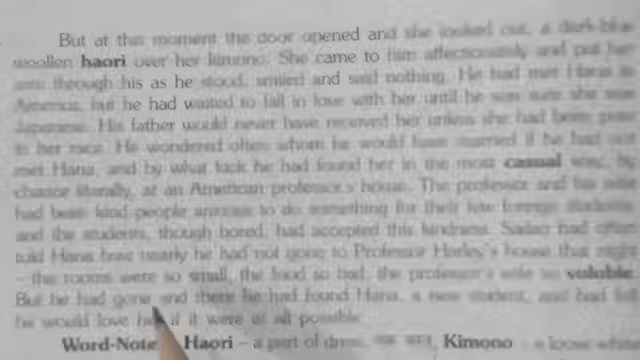 But at this moment the door opened and she looked out, a dark-blue
woollen haori over her kimono. She came to him affectionately and put her
arm through his as he stood, smiled and said nothing. He had met Hana in
America, but he had waited to fall in love with her until he was sure she was
Japanese. His father would never have received her unless she had been pure
in her race. He wondered often whom he would have married if he had not
met Hana, and by what luck he had found her in the most casual way, by
chance literally, at an American professor's house. The professor and his wife
had been kind people anxious to do something for their few foreign students,
and the students, though bored, had accepted this kindness. Sadao had often
told Hana how nearly he had not gone to Professor Harley's house that night
– the rooms were so small, the food so bad, the professor's wife so voluble.
But he had gone and there he had found Hana, a new student, and had felt
he would love her if it were at all possible.
Word-Note Haori – a part of dress, Kimono – a loose